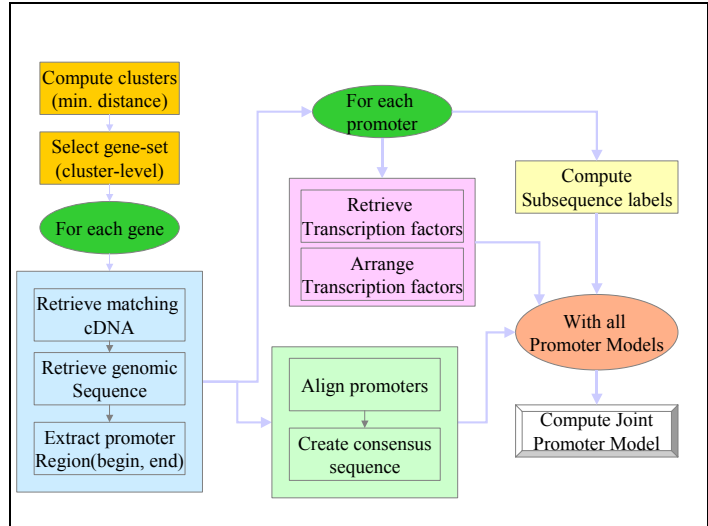 Compute clusters
(min. distance)
Select gene-set
(cluster-level)
For each gene
Retrieve matching
cDNA
Retrieve genomic
Sequence
Extract promoter
Region(begin, end)
For each
promoter
Retrieve
Transcription factors
Arrange
Transcription factors
Align promoters
Create consensus
sequence
Compute
Subsequence labels
With all
Promoter Models
Compute Joint
Promoter Model